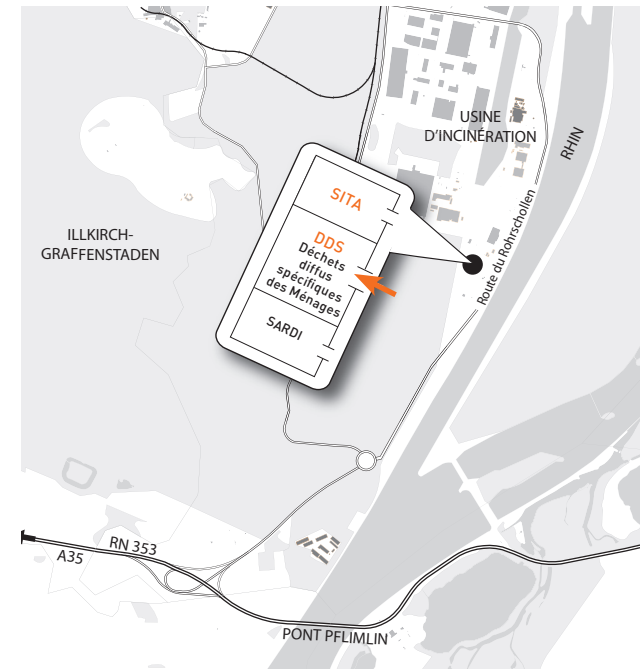 USINE
D'INCINÉRATION
RHIN
SITA
ILLKIRCH-
GRAFFENSTADEN
DDS
Déchets
diffus
spécifiques
des Ménages
Route du Rohrschollen
SARDI
RN 353
A35
PONT PFLIMLIN